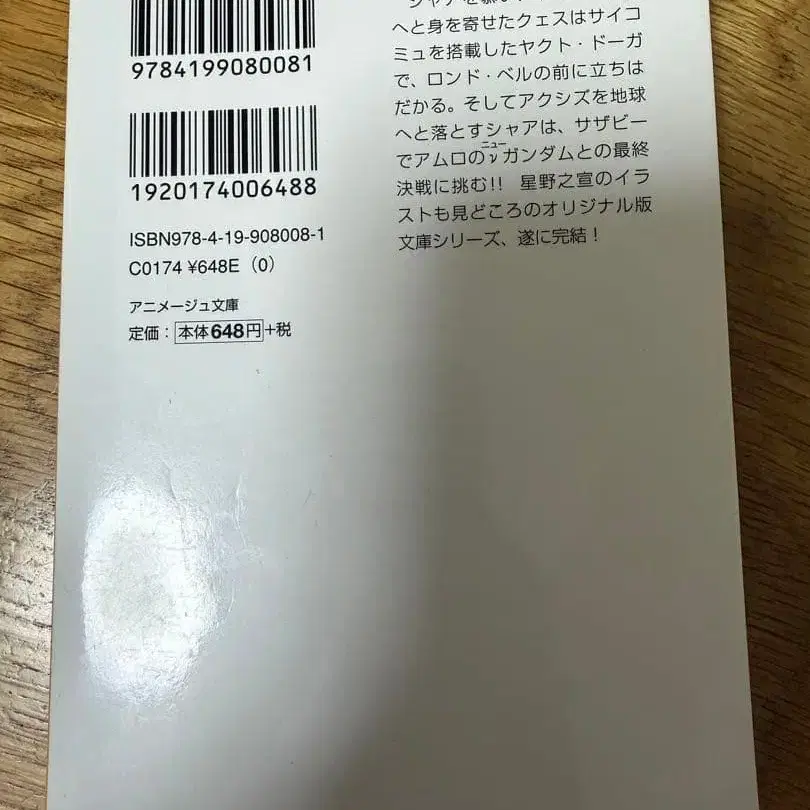 9784199080081
1920174006488
ISBN978-4-19-908008-1
C0174 ¥648E（0）
アニメージュ文庫
定価：本体648円+税
へと身を寄せたクェスはサイコ
ミュを搭載したヤクト・ドーガ
で、ロンド・ベルの前に立ちは
だかる。そしてアクシズを地球
へと落とすシャアは、サザビー
でアムロのνガンダムとの最終
ニュー
決戦に挑む!! 星野之宣のイラ
ストも見どころのオリジナル版
文庫シリーズ、遂に完結！